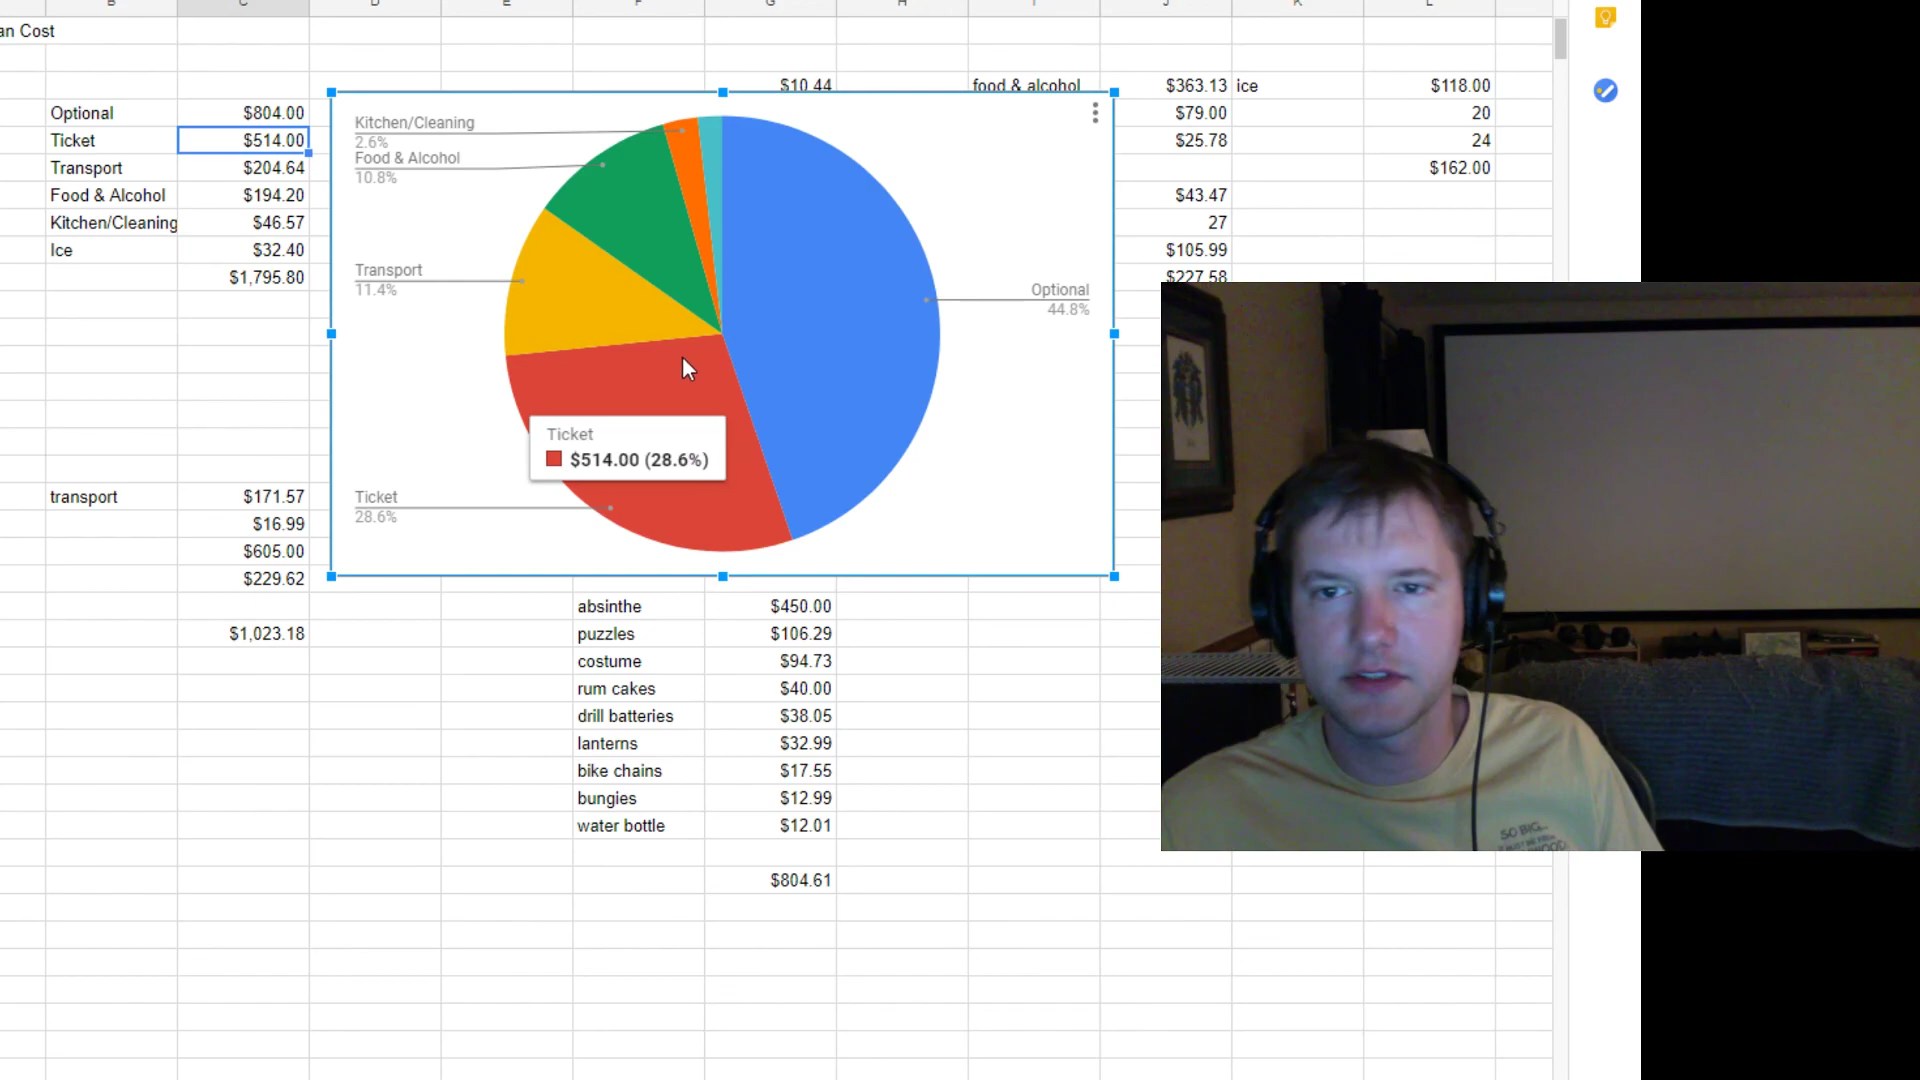 B C D E F G H I J K L
an Cost
$10.44 food & alcohol $363.13 ice $118.00
Optional $804.00 $79.00 20
Ticket $514.00 $25.78 24
Transport $204.64 $162.00
Food & Alcohol $194.20 $43.47
Kitchen/Cleaning $46.57 27
Ice $32.40 $105.99
$1,795.80 $227.58
Kitchen/Cleaning
2.6%
Food & Alcohol
10.8%
Transport
11.4%
Optional
44.8%
Ticket
$514.00 (28.6%)
Ticket
28.6%
transport $171.57
$16.99
$605.00
$229.62
absinthe $450.00
puzzles $106.29
$1,023.18
costume $94.73
rum cakes $40.00
drill batteries $38.05
lanterns $32.99
bike chains $17.55
bungies $12.99
water bottle $12.01
$804.61
SO BIG...